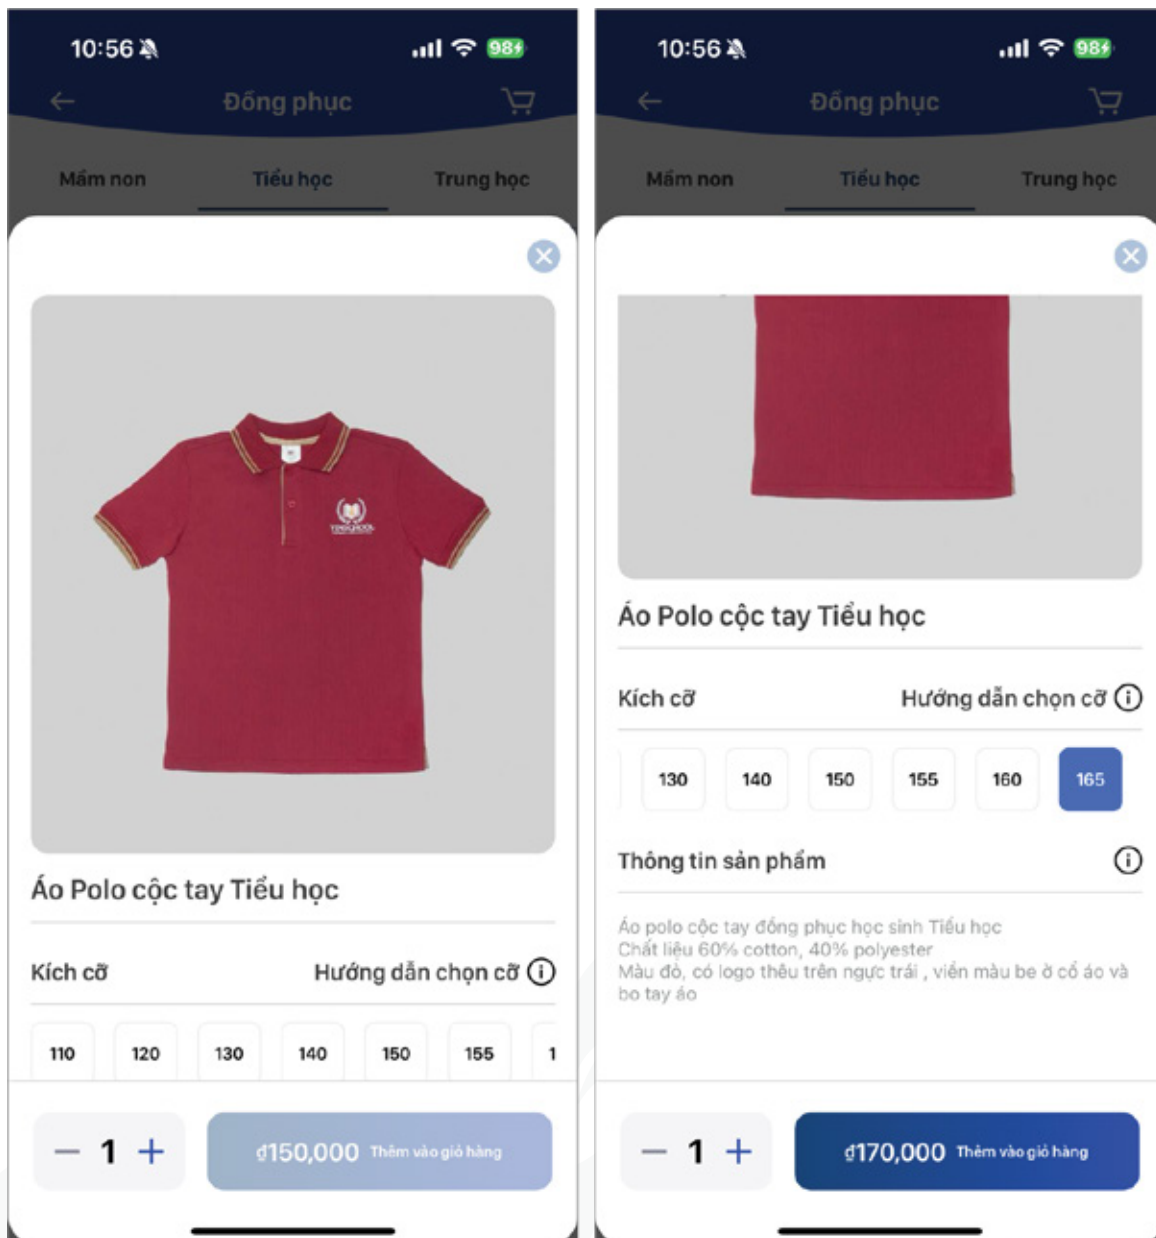 10:56
98
Đồng phục
Mầm non
Tiểu học
Trung học
Áo Polo cộc tay Tiểu học
Kích cỡ
Hướng dẫn chọn cỡ
110
120
130
140
150
155
1
1
₫150,000 Thêm vào giỏ hàng
10:56
98
Đồng phục
Mầm non
Tiểu học
Trung học
Áo Polo cộc tay Tiểu học
Kích cỡ
Hướng dẫn chọn cỡ
130
140
150
155
160
165
Thông tin sản phẩm
Áo polo cộc tay đồng phục học sinh Tiểu học
Chất liệu 60% cotton, 40% polyester
Màu đỏ, có logo thêu trên ngực trái , viền màu be ở cổ áo và
bo tay áo
1
₫170,000 Thêm vào giỏ hàng